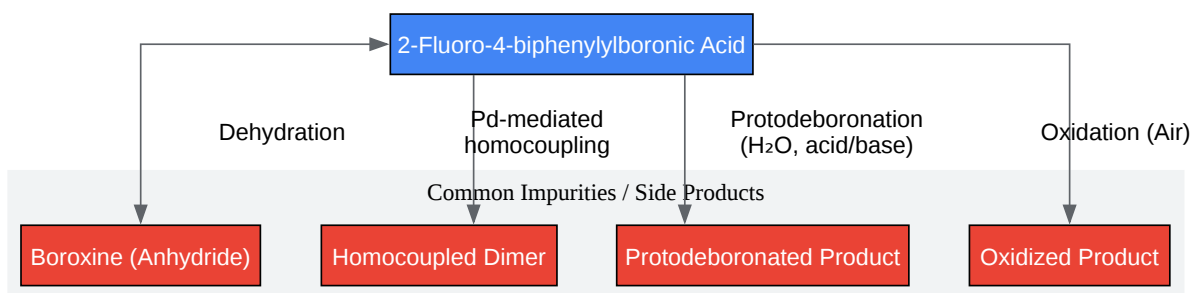 2-Fluoro-4-biphenylylboronic Acid
Dehydration
Pd-mediated
homocoupling
Protodeboronation
(H₂O, acid/base)
Oxidation (Air)
Common Impurities / Side Products
Boroxine (Anhydride)
Homocoupled Dimer
Protodeboronated Product
Oxidized Product